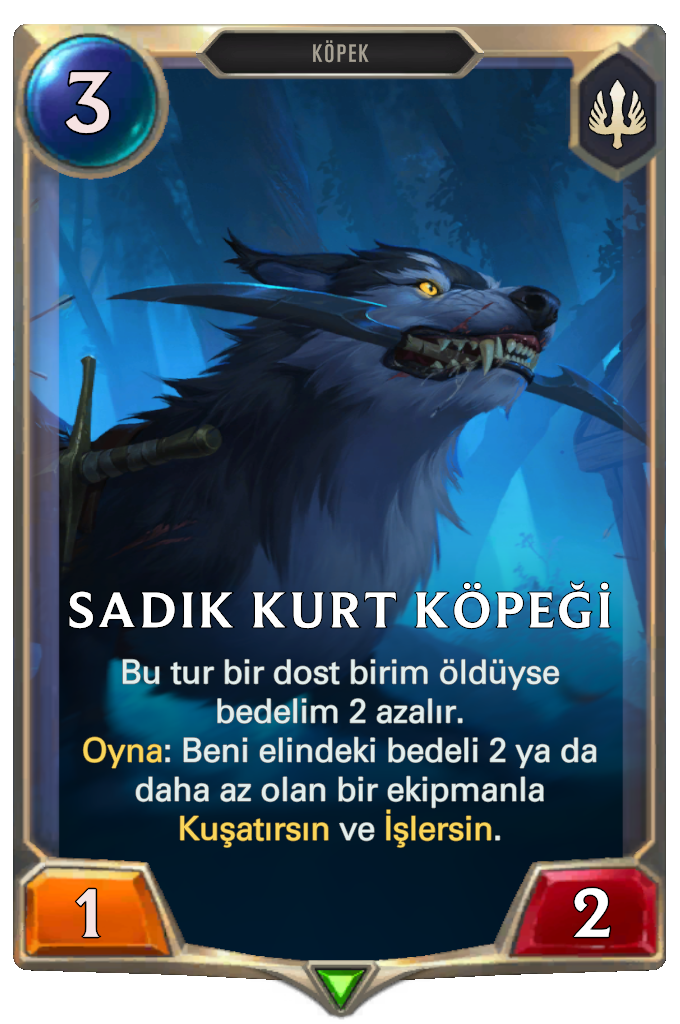 KÖPEK
3
SADIK KURT KÖPEĞİ
Bu tur bir dost birim öldüyse
bedelim 2 azalır.
Oyna: Beni elindeki bedeli 2 ya da
daha az olan bir ekipmanla
Kuşatırsın ve İşlersin.
1
2